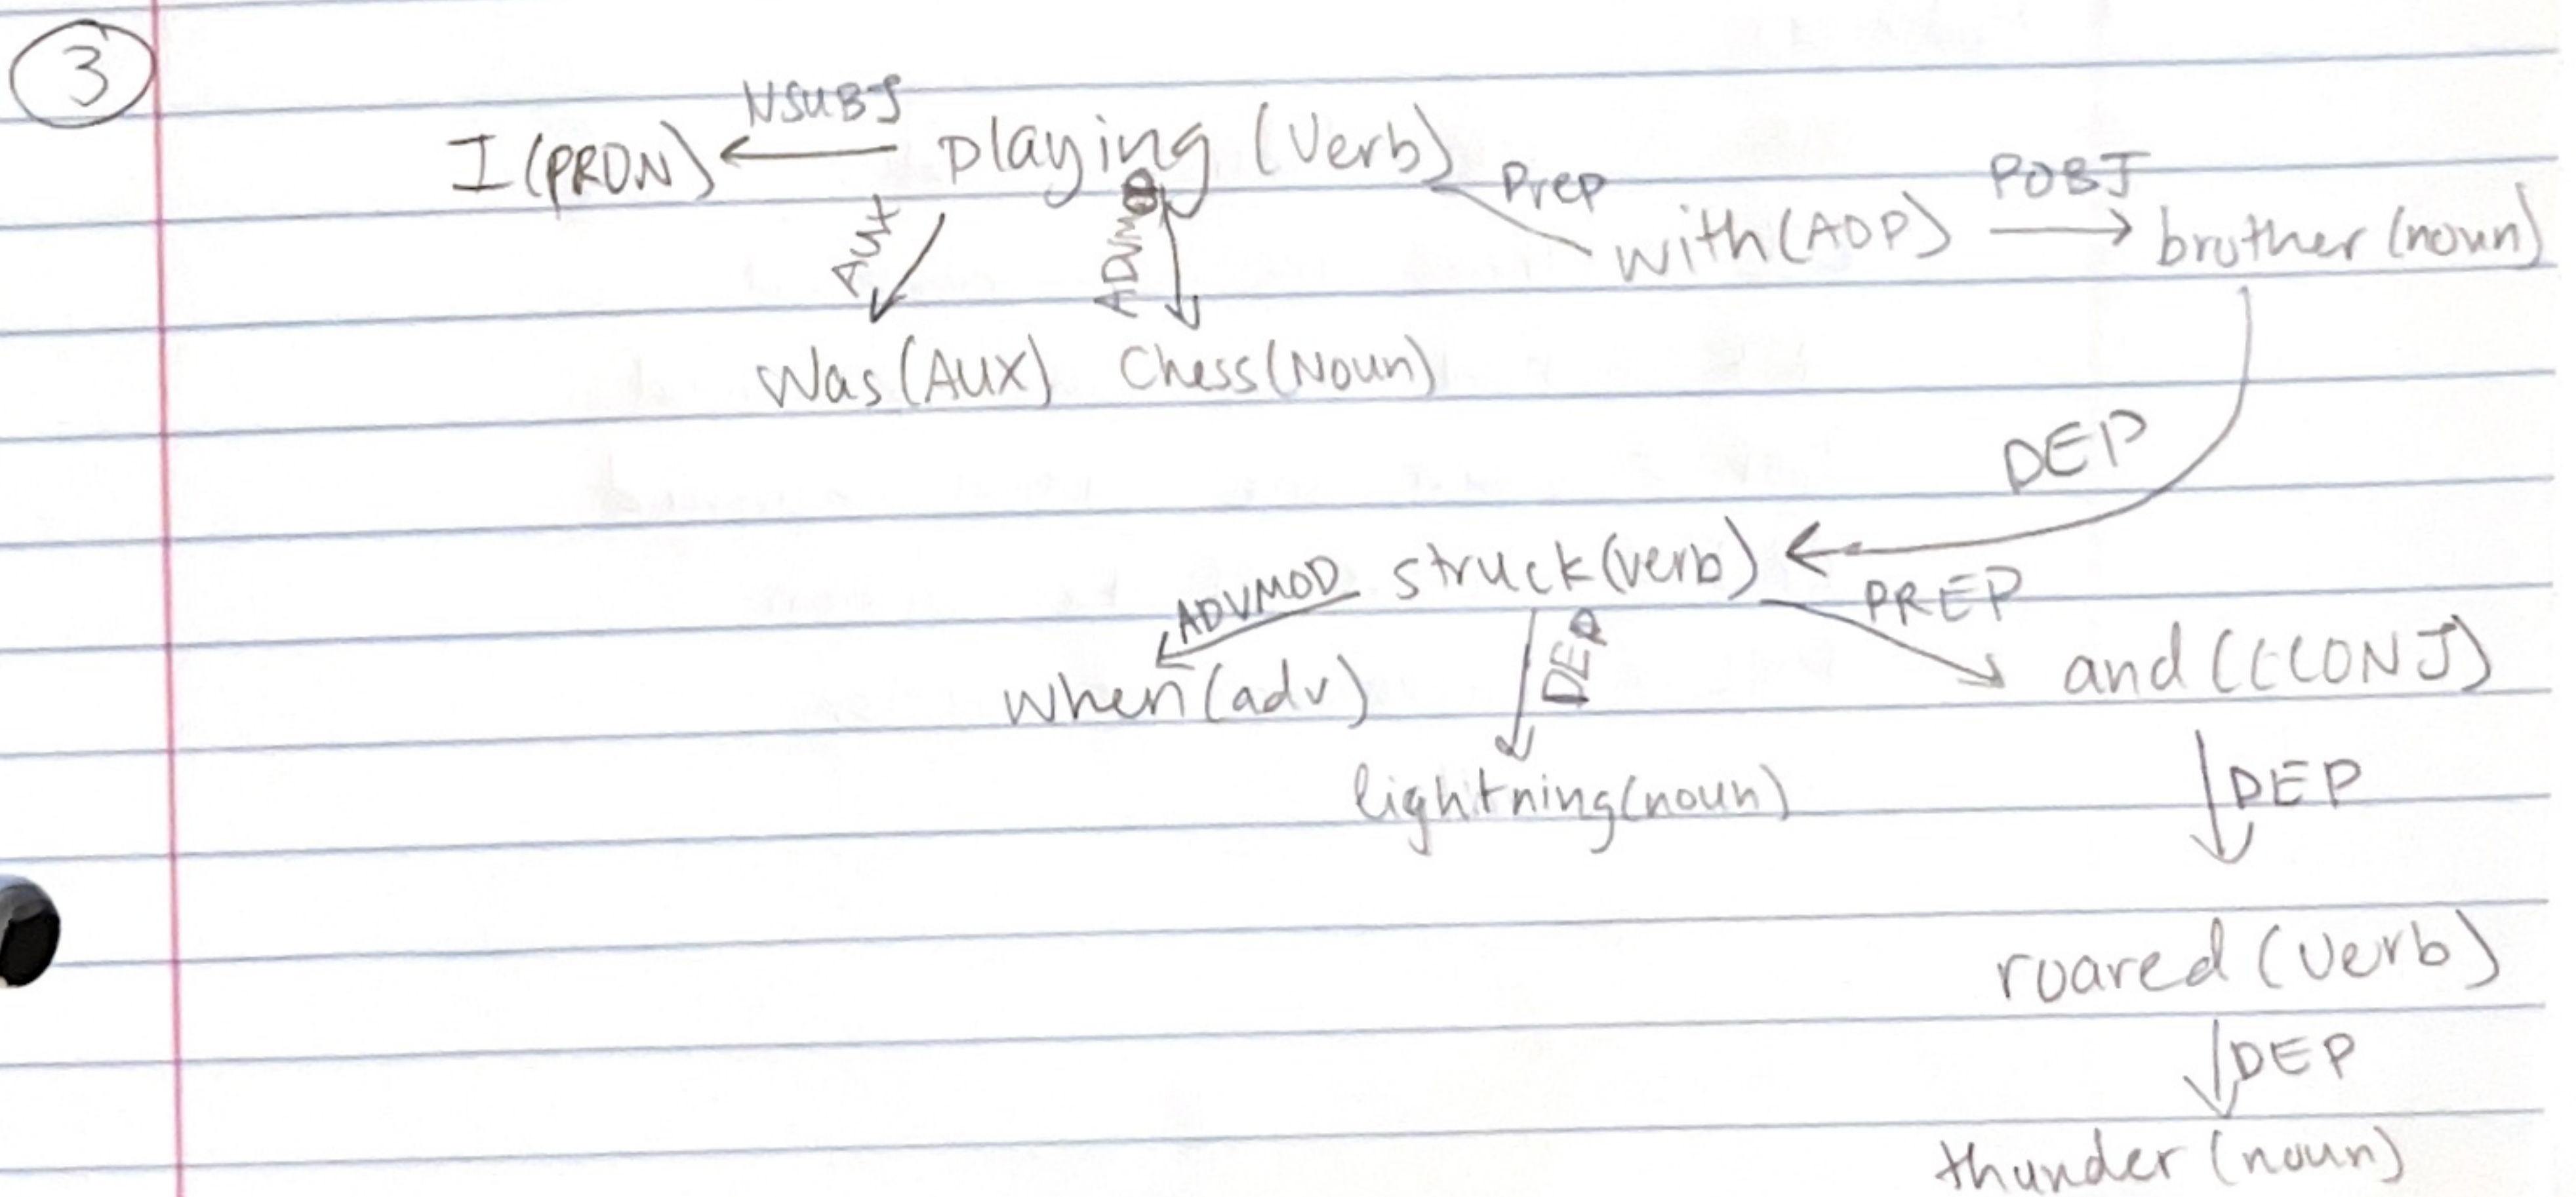 3
NSUBJ
I (PRON) playing (Verb)
Prep POBJ
AUX ADVMOD with (ADP) brother (noun)
Was (AUX) Chess (Noun)
DEP
ADVMOD struck (verb) PREP
when (adv) DEP and (CCONJ)
lightning (noun) DEP
roared (verb)
DEP
thunder (noun)